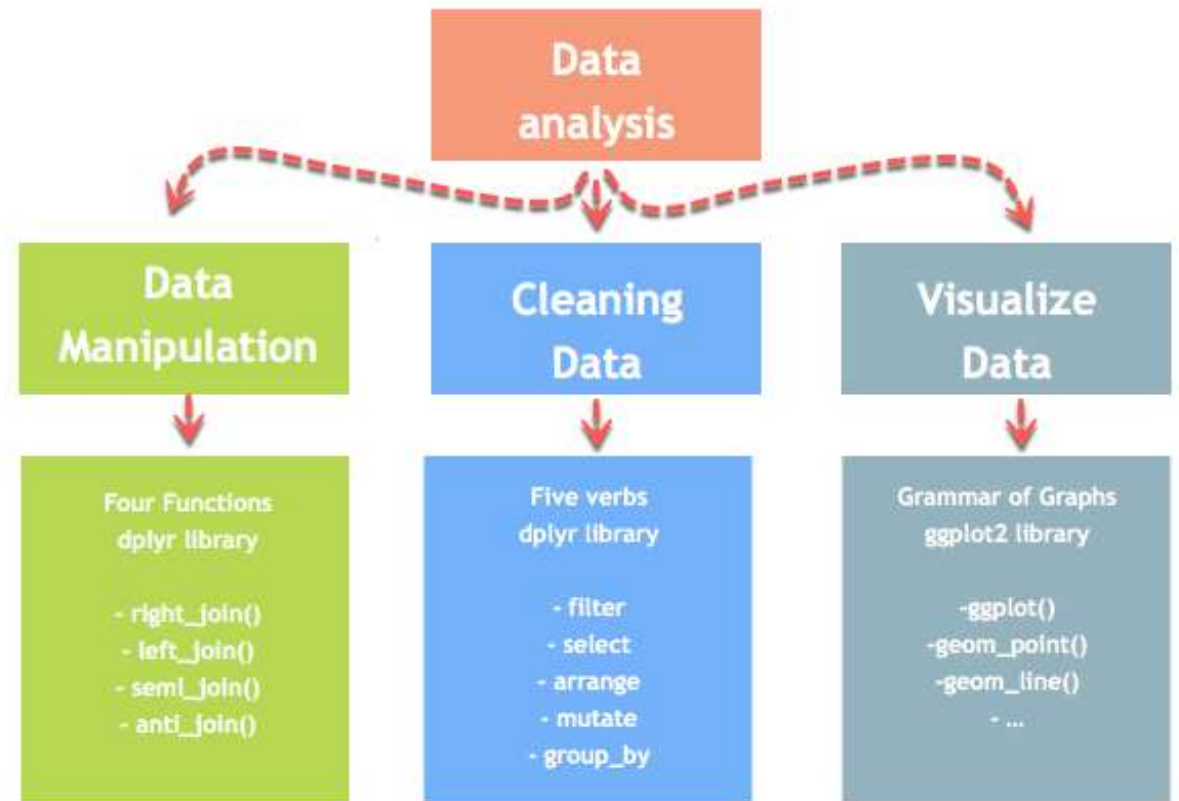 Data
analysis
Data
Manipulation
Cleaning
Data
Visualize
Data
Four Functions
dplyr library
- right_join()
- left_join()
- semi_join()
- anti_join()
Five verbs
dplyr library
- filter
- select
- arrange
- mutate
- group_by
Grammar of Graphs
ggplot2 library
-ggplot()
-geom_point()
-geom_line()
- ...